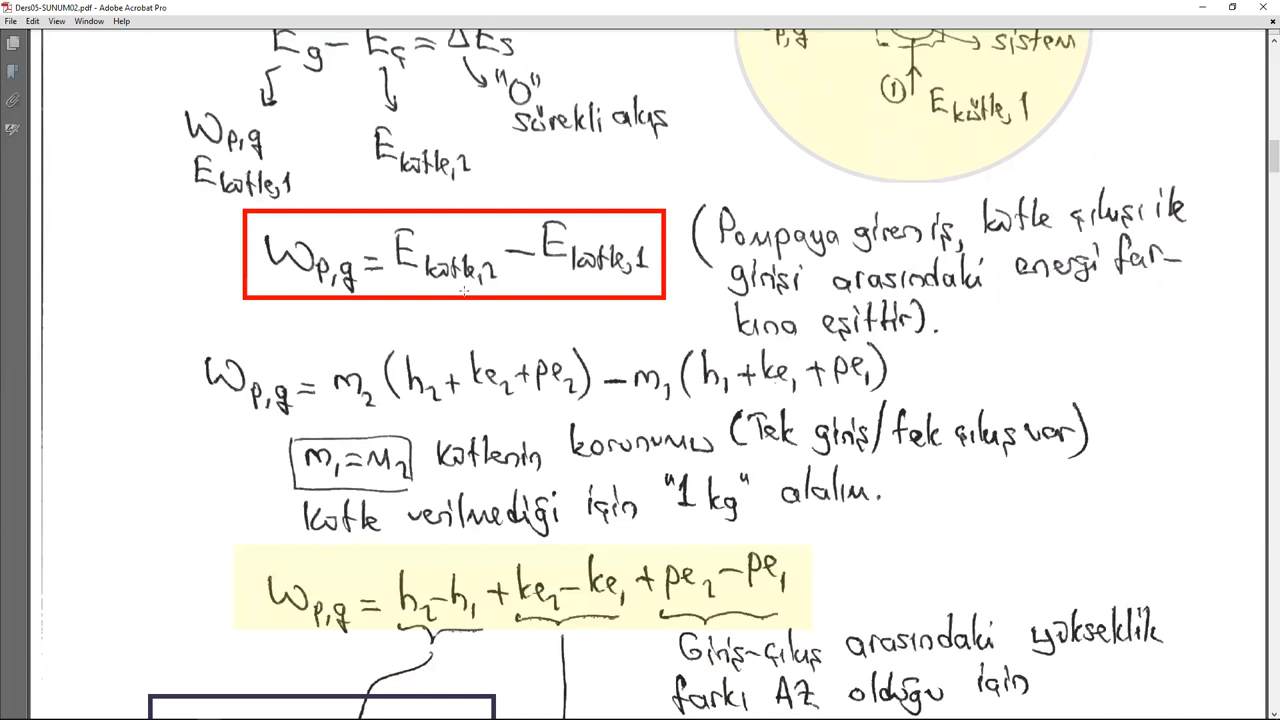 Ders05-SUNUM02.pdf - Adobe Acrobat Pro
File Edit View Window Help
E_g - E_ç = ΔE_s
"0"
sürekli akış
W_p,g
E_kütle,1
E_kütle,2
p,g
sistem
① E_kütle,1
W_p,g = E_kütle,2 - E_kütle,1
(Pompaya giren iş, kütle çıkışı ile
girişi arasındaki enerji far-
kına eşittir).
W_p,g = m_2 (h_2 + ke_2 + pe_2) - m_1 (h_1 + ke_1 + pe_1)
m_1 = m_2 kütlenin korunumu (Tek giriş/tek çıkış var)
Kütle verilmediği için "1 kg" alalım.
W_p,g = h_2 - h_1 + ke_2 - ke_1 + pe_2 - pe_1
Giriş-çıkış arasındaki yükseklik
farkı AZ olduğu için